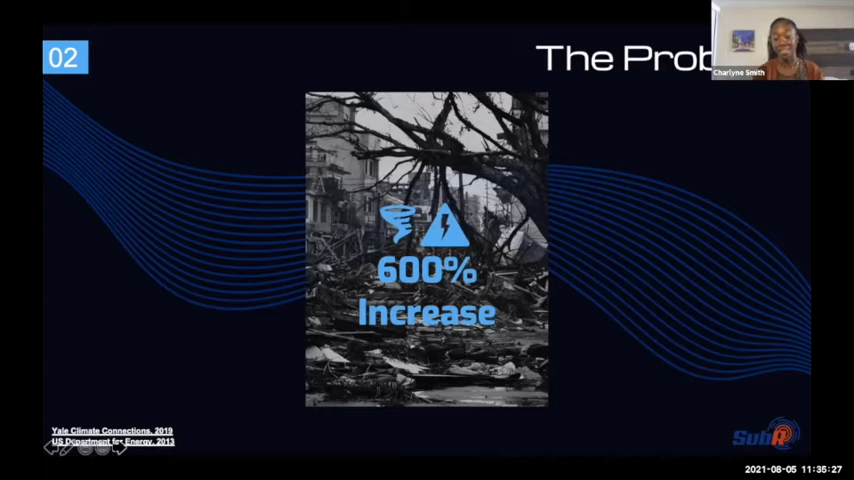 02
The Prob
Charlyne Smith
600%
Increase
Yale Climate Connections, 2019
US Department for Energy, 2013
SubR
2021-08-05 11:35:27